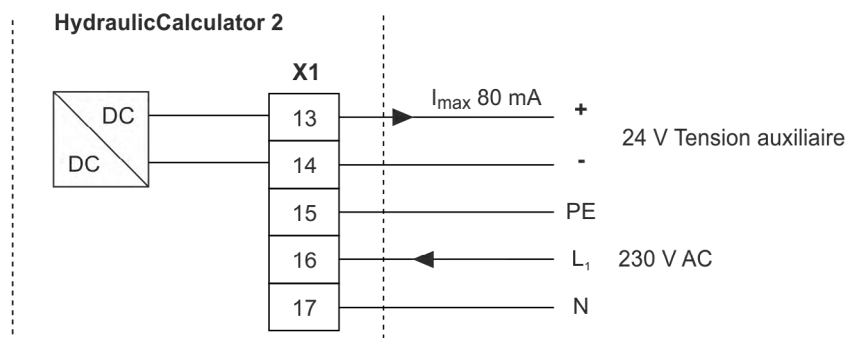 HydraulicCalculator 2
X1
DC
DC
13
Imax 80 mA
+
24 V Tension auxiliaire
14
-
15
PE
16
L1
230 V AC
17
N